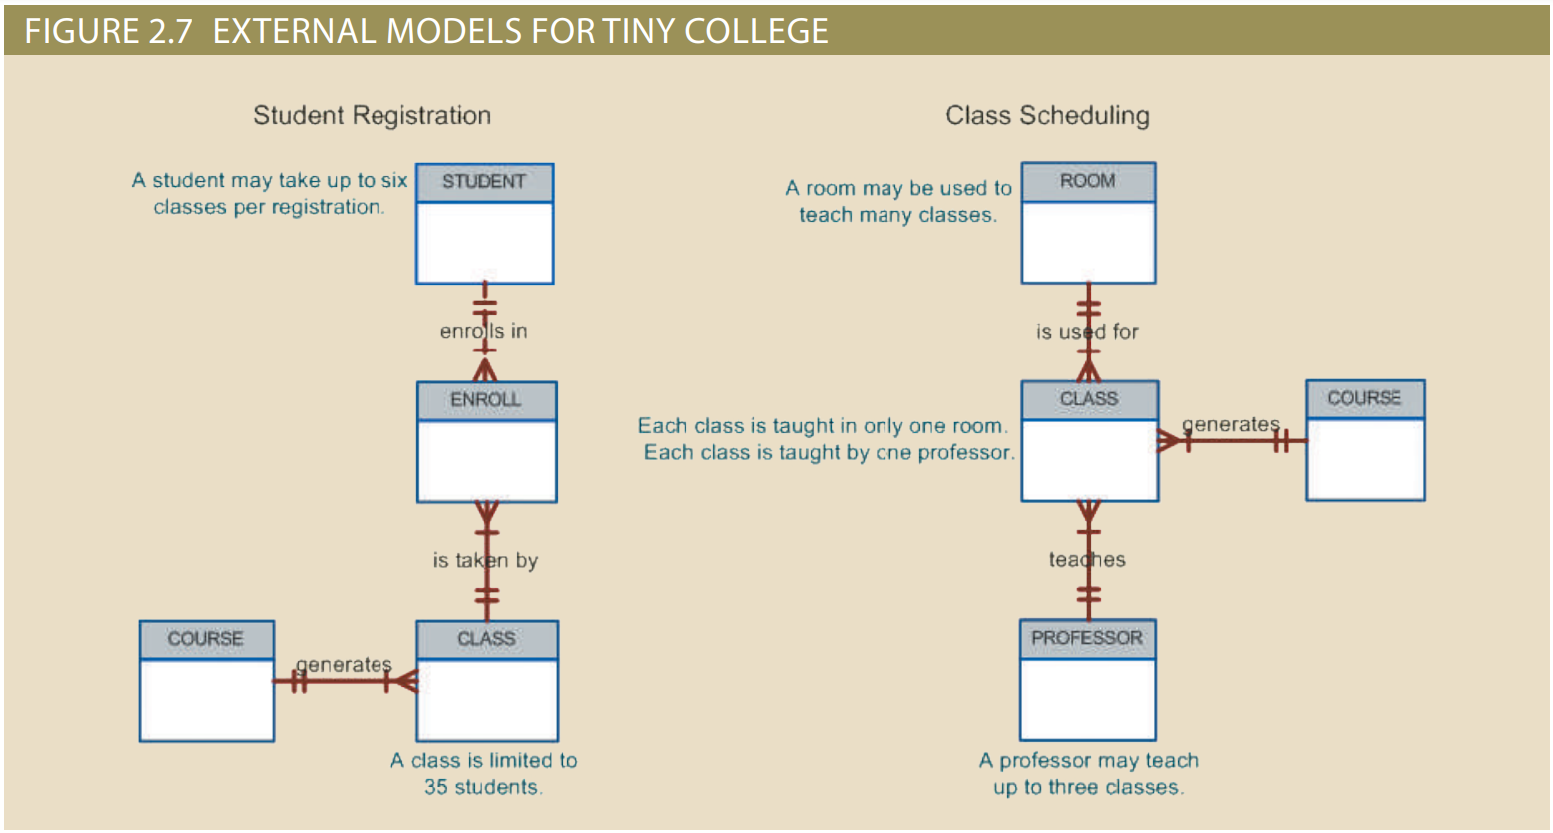 FIGURE 2.7 EXTERNAL MODELS FOR TINY COLLEGE
Student Registration
A student may take up to six
classes per registration.
STUDENT
enrolls in
ENROLL
is taken by
COURSE
generates
CLASS
A class is limited to
35 students.
Class Scheduling
A room may be used to
teach many classes.
ROOM
is used for
Each class is taught in only one room.
Each class is taught by one professor.
CLASS
generates
COURSE
teaches
PROFESSOR
A professor may teach
up to three classes.